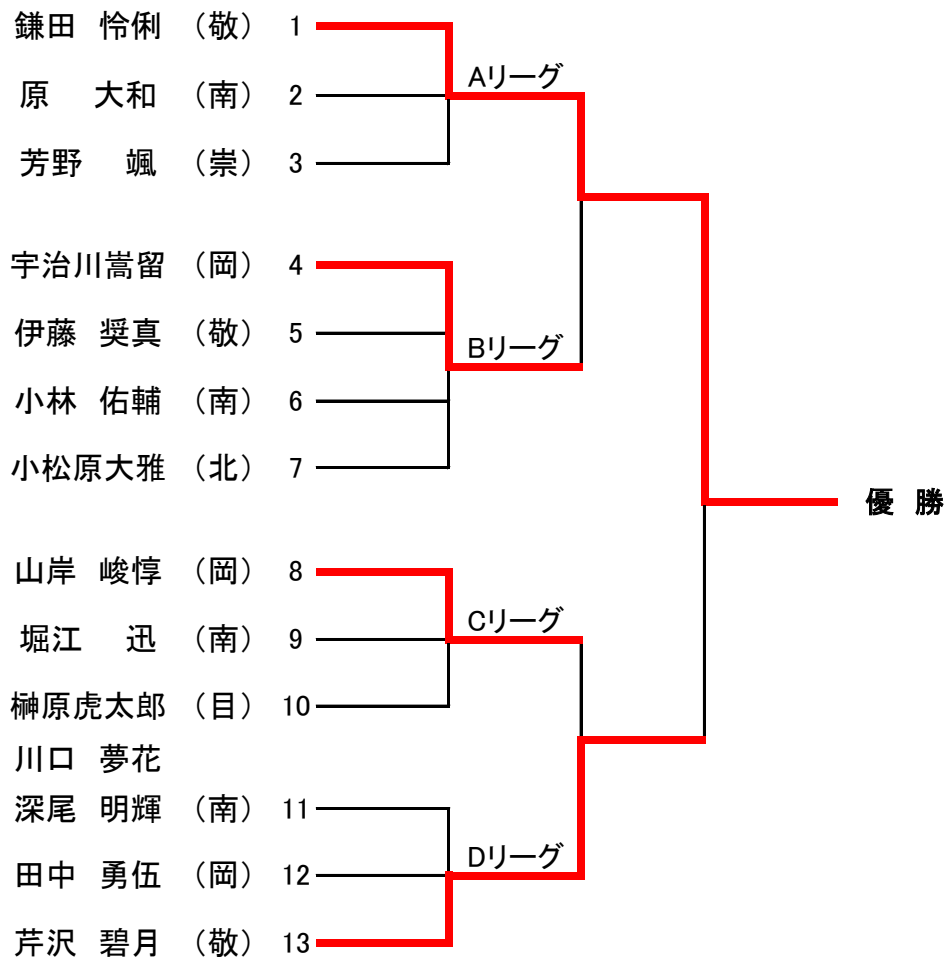 鎌田 怜俐 (敬) 1
Aリーグ
原 大和 (南) 2
芳野 颯 (崇) 3
宇治川嵩留 (岡) 4
伊藤 奨真 (敬) 5
Bリーグ
小林 佑輔 (南) 6
小松原大雅 (北) 7
優 勝
山岸 峻惇 (岡) 8
Cリーグ
堀江 迅 (南) 9
榊原虎太郎 (目) 10
川口 夢花
深尾 明輝 (南) 11
Dリーグ
田中 勇伍 (岡) 12
芹沢 碧月 (敬) 13